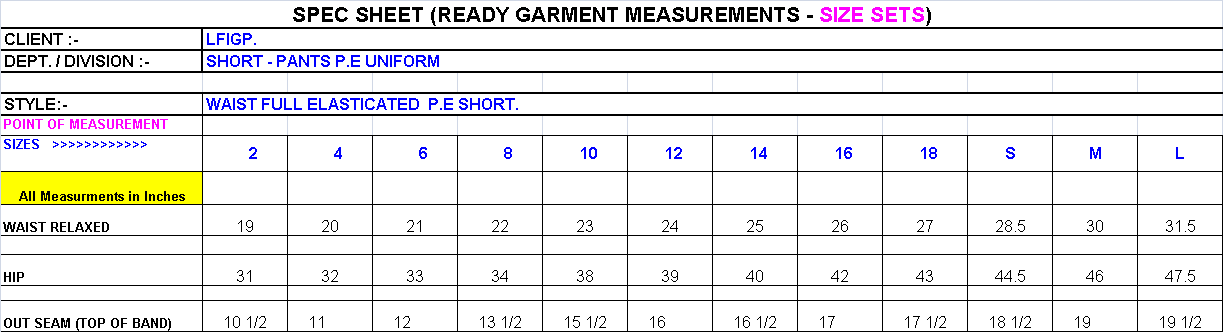 SPEC SHEET (READY GARMENT MEASUREMENTS - SIZE SETS)
CLIENT :- LFIGP.
DEPT. / DIVISION :- SHORT - PANTS P.E UNIFORM
STYLE:- WAIST FULL ELASTICATED P.E SHORT.
POINT OF MEASUREMENT
SIZES >>>>>>>>>>>> 2 4 6 8 10 12 14 16 18 S M L
All Measurments in Inches
WAIST RELAXED 19 20 21 22 23 24 25 26 27 28.5 30 31.5
HIP 31 32 33 34 38 39 40 42 43 44.5 46 47.5
OUT SEAM (TOP OF BAND) 10 1/2 11 12 13 1/2 15 1/2 16 16 1/2 17 17 1/2 18 1/2 19 19 1/2